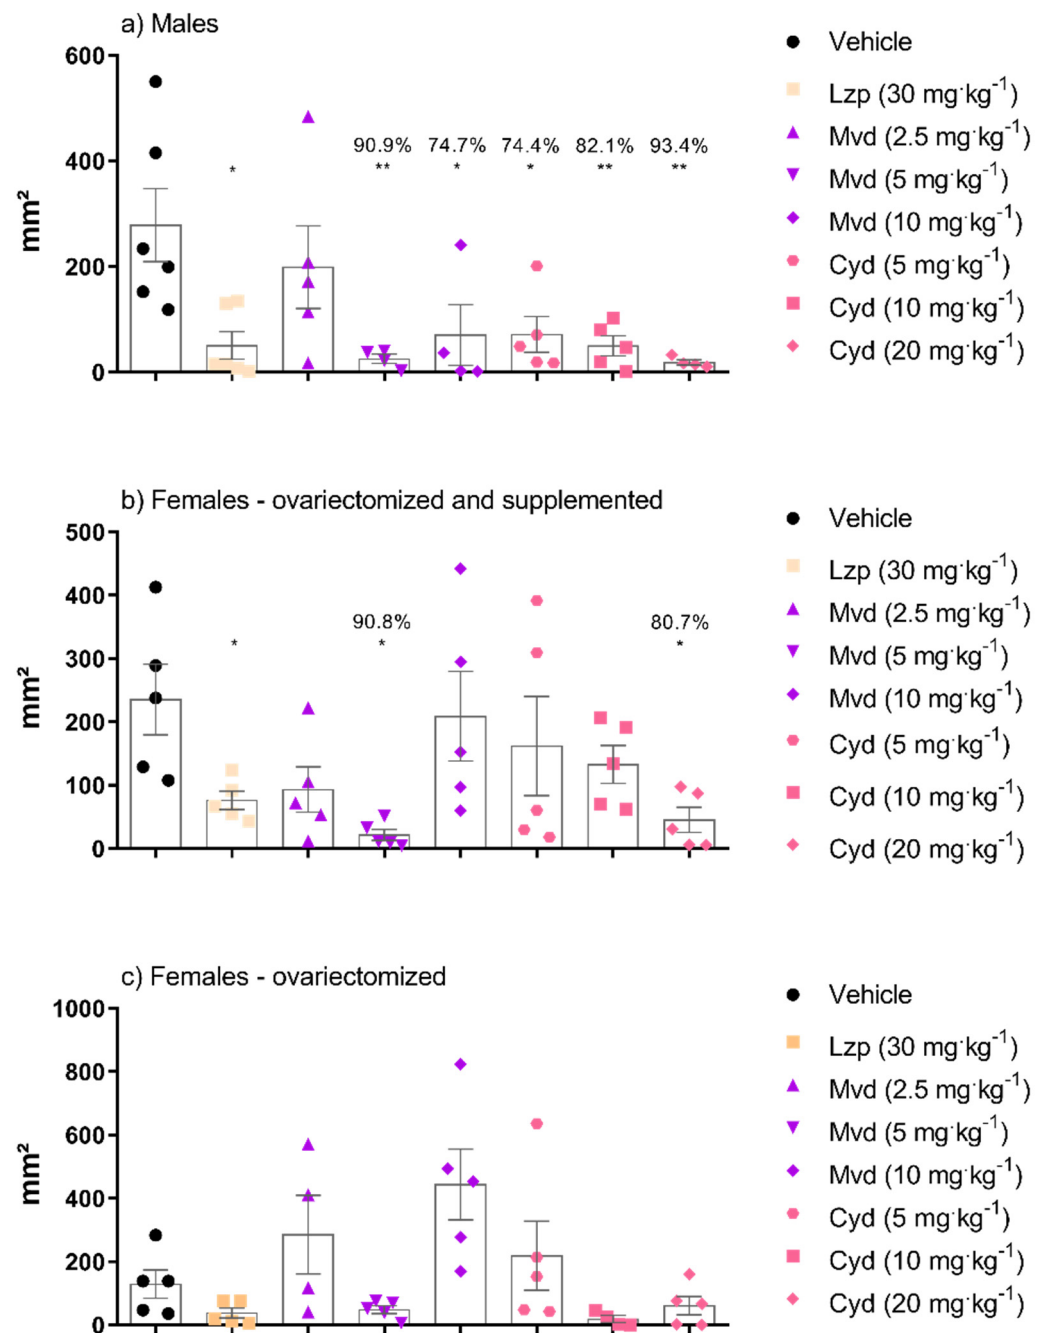 a) Males
600
400
200
0
mm²
*
90.9%
**
74.7%
*
74.4%
*
82.1%
**
93.4%
**
Vehicle
Lzp (30 mg·kg⁻¹)
Mvd (2.5 mg·kg⁻¹)
Mvd (5 mg·kg⁻¹)
Mvd (10 mg·kg⁻¹)
Cyd (5 mg·kg⁻¹)
Cyd (10 mg·kg⁻¹)
Cyd (20 mg·kg⁻¹)
b) Females - ovariectomized and supplemented
500
400
300
200
100
0
mm²
*
90.8%
*
80.7%
*
Vehicle
Lzp (30 mg·kg⁻¹)
Mvd (2.5 mg·kg⁻¹)
Mvd (5 mg·kg⁻¹)
Mvd (10 mg·kg⁻¹)
Cyd (5 mg·kg⁻¹)
Cyd (10 mg·kg⁻¹)
Cyd (20 mg·kg⁻¹)
c) Females - ovariectomized
1000
800
600
400
200
0
mm²
Vehicle
Lzp (30 mg·kg⁻¹)
Mvd (2.5 mg·kg⁻¹)
Mvd (5 mg·kg⁻¹)
Mvd (10 mg·kg⁻¹)
Cyd (5 mg·kg⁻¹)
Cyd (10 mg·kg⁻¹)
Cyd (20 mg·kg⁻¹)